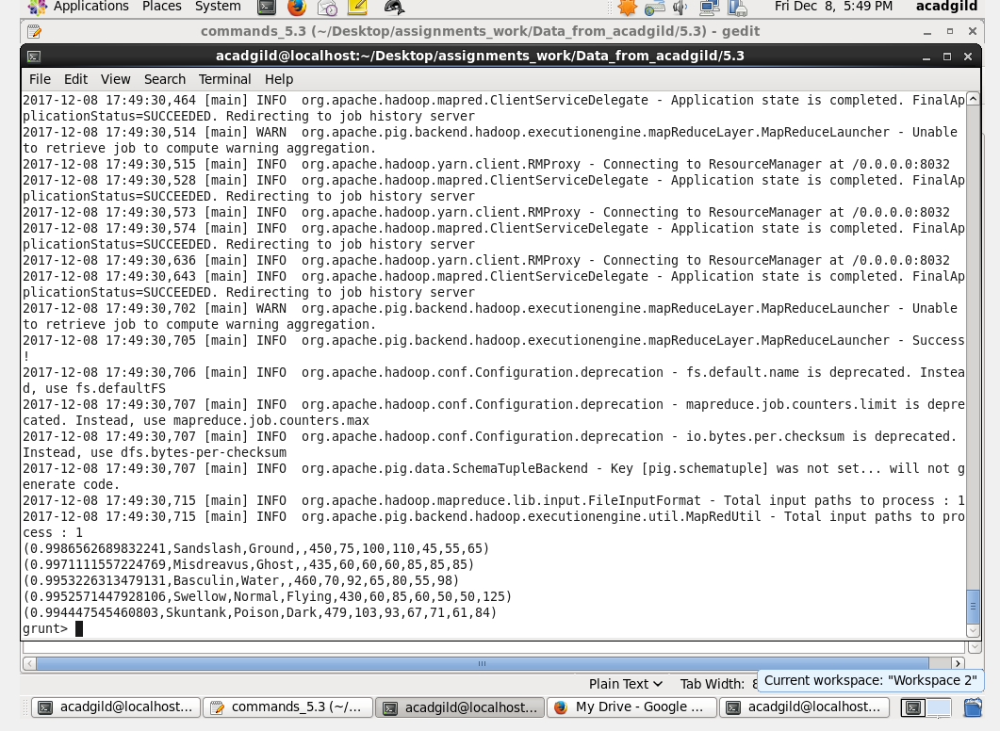 Applications Places System Fri Dec 8, 5:49 PM acadgild
commands_5.3 (~/Desktop/assignments_work/Data_from_acadgild/5.3) - gedit
acadgild@localhost:~/Desktop/assignments_work/Data_from_acadgild/5.3
File Edit View Search Terminal Help
2017-12-08 17:49:30,464 [main] INFO  org.apache.hadoop.mapred.ClientServiceDelegate - Application state is completed. FinalAp
plicationStatus=SUCCEEDED. Redirecting to job history server
2017-12-08 17:49:30,514 [main] WARN  org.apache.pig.backend.hadoop.executionengine.mapReduceLayer.MapReduceLauncher - Unable
to retrieve job to compute warning aggregation.
2017-12-08 17:49:30,515 [main] INFO  org.apache.hadoop.yarn.client.RMProxy - Connecting to ResourceManager at /0.0.0.0:8032
2017-12-08 17:49:30,528 [main] INFO  org.apache.hadoop.mapred.ClientServiceDelegate - Application state is completed. FinalAp
plicationStatus=SUCCEEDED. Redirecting to job history server
2017-12-08 17:49:30,573 [main] INFO  org.apache.hadoop.yarn.client.RMProxy - Connecting to ResourceManager at /0.0.0.0:8032
2017-12-08 17:49:30,574 [main] INFO  org.apache.hadoop.mapred.ClientServiceDelegate - Application state is completed. FinalAp
plicationStatus=SUCCEEDED. Redirecting to job history server
2017-12-08 17:49:30,636 [main] INFO  org.apache.hadoop.yarn.client.RMProxy - Connecting to ResourceManager at /0.0.0.0:8032
2017-12-08 17:49:30,643 [main] INFO  org.apache.hadoop.mapred.ClientServiceDelegate - Application state is completed. FinalAp
plicationStatus=SUCCEEDED. Redirecting to job history server
2017-12-08 17:49:30,702 [main] WARN  org.apache.pig.backend.hadoop.executionengine.mapReduceLayer.MapReduceLauncher - Unable
to retrieve job to compute warning aggregation.
2017-12-08 17:49:30,705 [main] INFO  org.apache.pig.backend.hadoop.executionengine.mapReduceLayer.MapReduceLauncher - Success
!
2017-12-08 17:49:30,706 [main] INFO  org.apache.hadoop.conf.Configuration.deprecation - fs.default.name is deprecated. Instea
d, use fs.defaultFS
2017-12-08 17:49:30,707 [main] INFO  org.apache.hadoop.conf.Configuration.deprecation - mapreduce.job.counters.limit is depre
cated. Instead, use mapreduce.job.counters.max
2017-12-08 17:49:30,707 [main] INFO  org.apache.hadoop.conf.Configuration.deprecation - io.bytes.per.checksum is deprecated.
Instead, use dfs.bytes-per-checksum
2017-12-08 17:49:30,707 [main] INFO  org.apache.pig.data.SchemaTupleBackend - Key [pig.schematuple] was not set... will not g
enerate code.
2017-12-08 17:49:30,715 [main] INFO  org.apache.hadoop.mapreduce.lib.input.FileInputFormat - Total input paths to process : 1
2017-12-08 17:49:30,715 [main] INFO  org.apache.pig.backend.hadoop.executionengine.util.MapRedUtil - Total input paths to pro
cess : 1
(0.9986562689832241,Sandslash,Ground,,450,75,100,110,45,55,65)
(0.9971111557224769,Misdreavus,Ghost,,435,60,60,60,85,85,85)
(0.9953226313479131,Basculin,Water,,460,70,92,65,80,55,98)
(0.9952571447928106,Swellow,Normal,Flying,430,60,85,60,50,50,125)
(0.994447545460803,Skuntank,Poison,Dark,479,103,93,67,71,61,84)
grunt>
Plain Text Tab Width: 8
Current workspace: "Workspace 2"
acadgild@localhost... commands_5.3 (~/... acadgild@localhost... My Drive - Google ... acadgild@localhost...